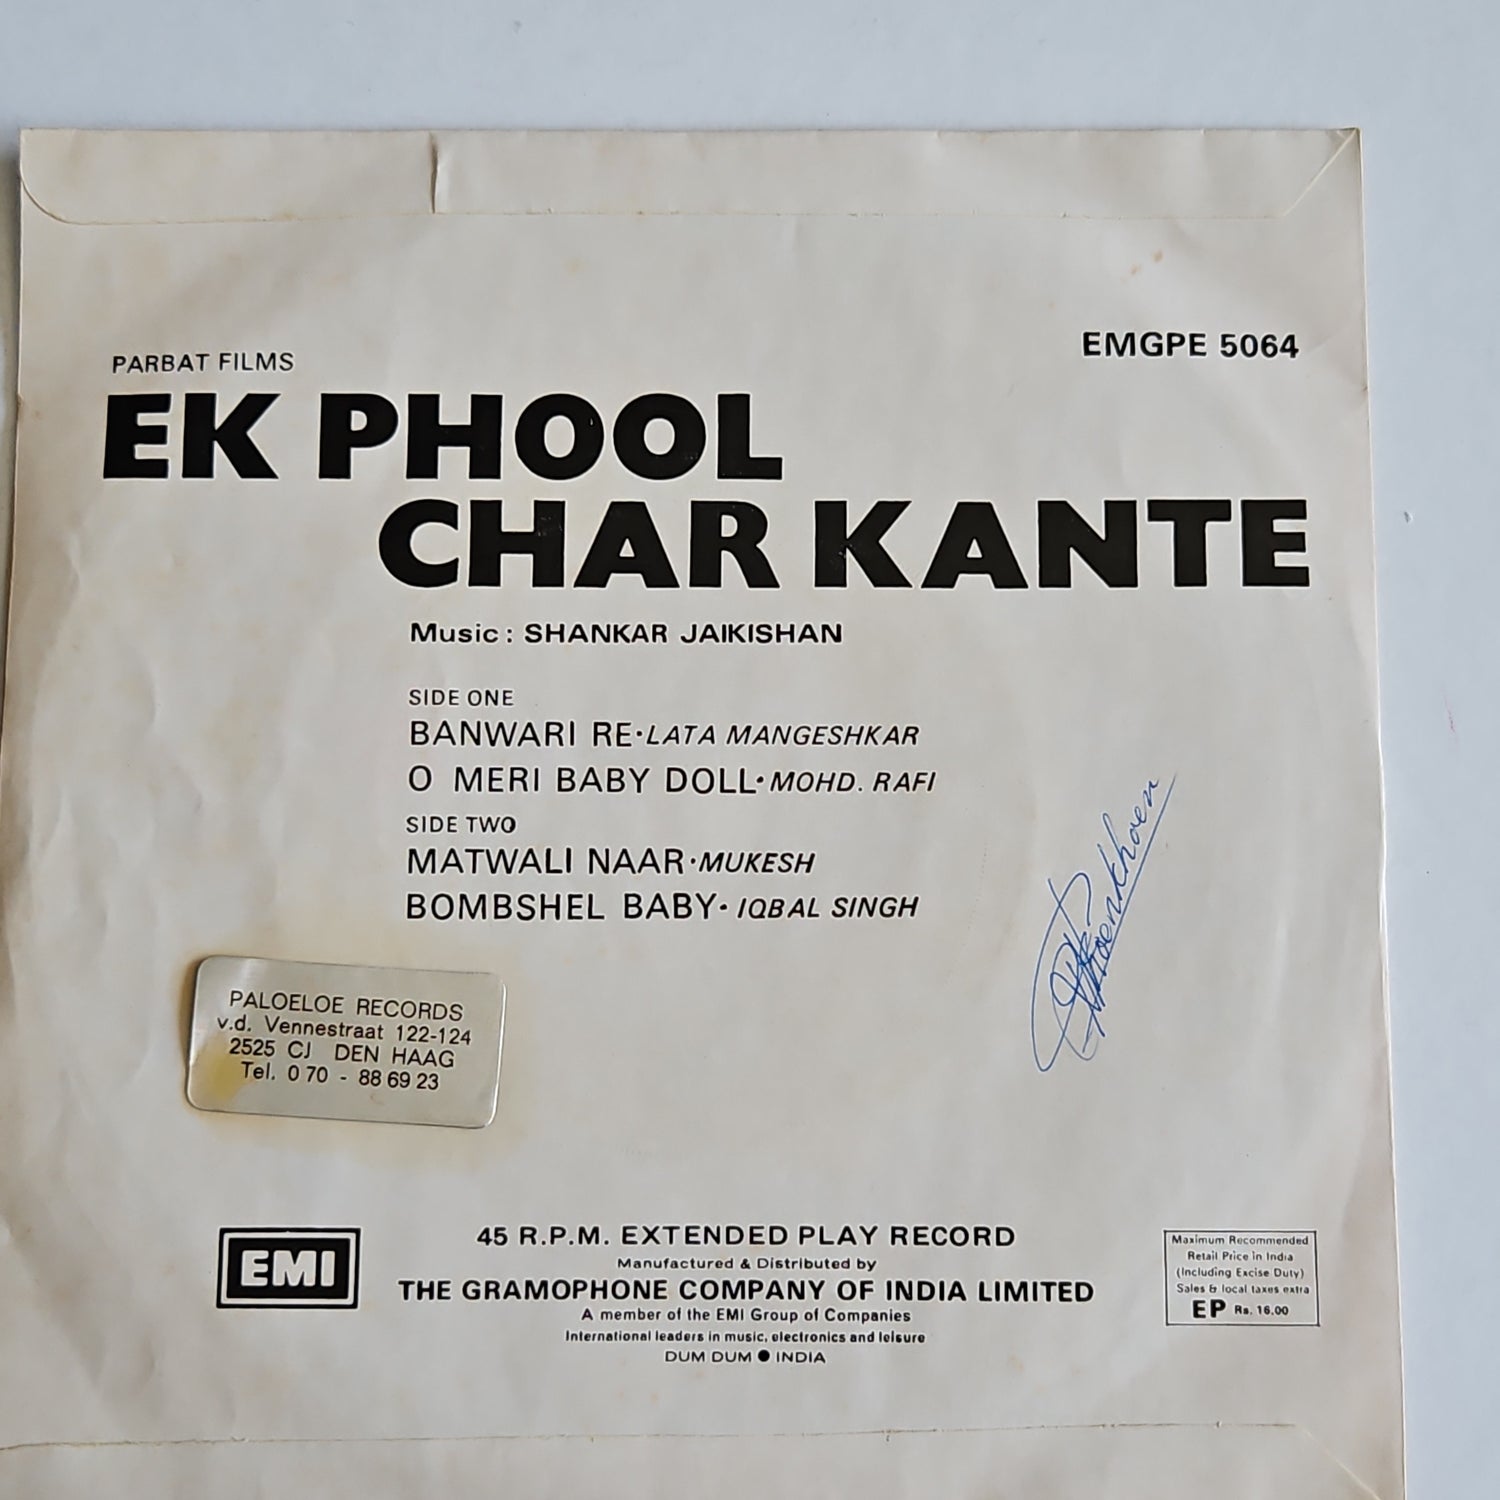 PARBAT FILMS
EMGPE 5064
EK PHOOL
CHAR KANTE
Music: SHANKAR JAIKISHAN
SIDE ONE
BANWARI RE·LATA MANGESHKAR
O MERI BABY DOLL·MOHD. RAFI
SIDE TWO
MATWALI NAAR·MUKESH
BOMBSHEL BABY·IQBAL SINGH
PALOELOE RECORDS
v.d. Vennestraat 122-124
2525 CJ DEN HAAG
Tel. 0 70 - 88 69 23
EMI
45 R.P.M. EXTENDED PLAY RECORD
Manufactured & Distributed by
THE GRAMOPHONE COMPANY OF INDIA LIMITED
A member of the EMI Group of Companies
International leaders in music, electronics and leisure
DUM DUM ● INDIA
Maximum Recommended
Retail Price in India
(Including Excise Duty)
Sales & local taxes extra
EP Rs. 16.00